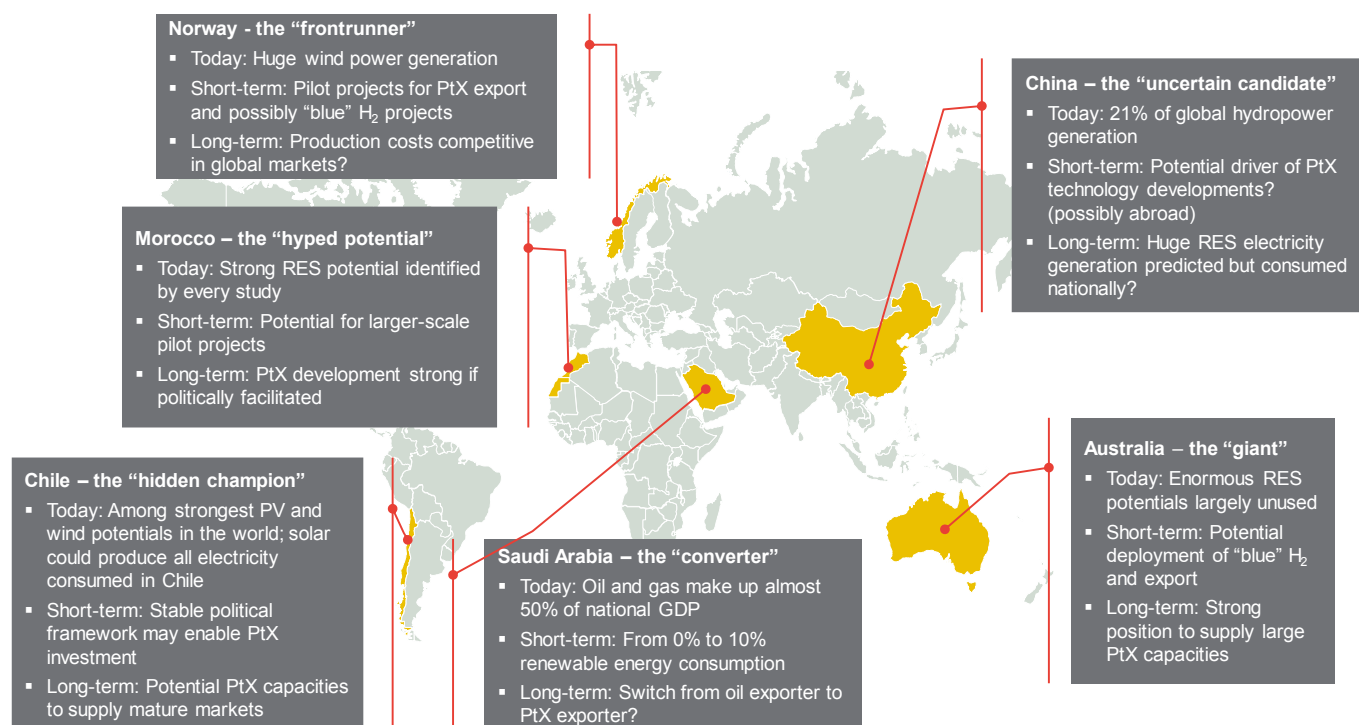 Norway - the “frontrunner”
▪ Today: Huge wind power generation
▪ Short-term: Pilot projects for PtX export
and possibly “blue” H₂ projects
▪ Long-term: Production costs competitive
in global markets?
China – the “uncertain candidate”
▪ Today: 21% of global hydropower
generation
▪ Short-term: Potential driver of PtX
technology developments?
(possibly abroad)
▪ Long-term: Huge RES electricity
generation predicted but consumed
nationally?
Morocco – the “hyped potential”
▪ Today: Strong RES potential identified
by every study
▪ Short-term: Potential for larger-scale
pilot projects
▪ Long-term: PtX development strong if
politically facilitated
Australia – the “giant”
▪ Today: Enormous RES
potentials largely unused
▪ Short-term: Potential
deployment of “blue” H₂
and export
▪ Long-term: Strong
position to supply large
PtX capacities
Chile – the “hidden champion”
▪ Today: Among strongest PV and
wind potentials in the world; solar
could produce all electricity
consumed in Chile
▪ Short-term: Stable political
framework may enable PtX
investment
▪ Long-term: Potential PtX capacities
to supply mature markets
Saudi Arabia – the “converter”
▪ Today: Oil and gas make up almost
50% of national GDP
▪ Short-term: From 0% to 10%
renewable energy consumption
▪ Long-term: Switch from oil exporter to
PtX exporter?